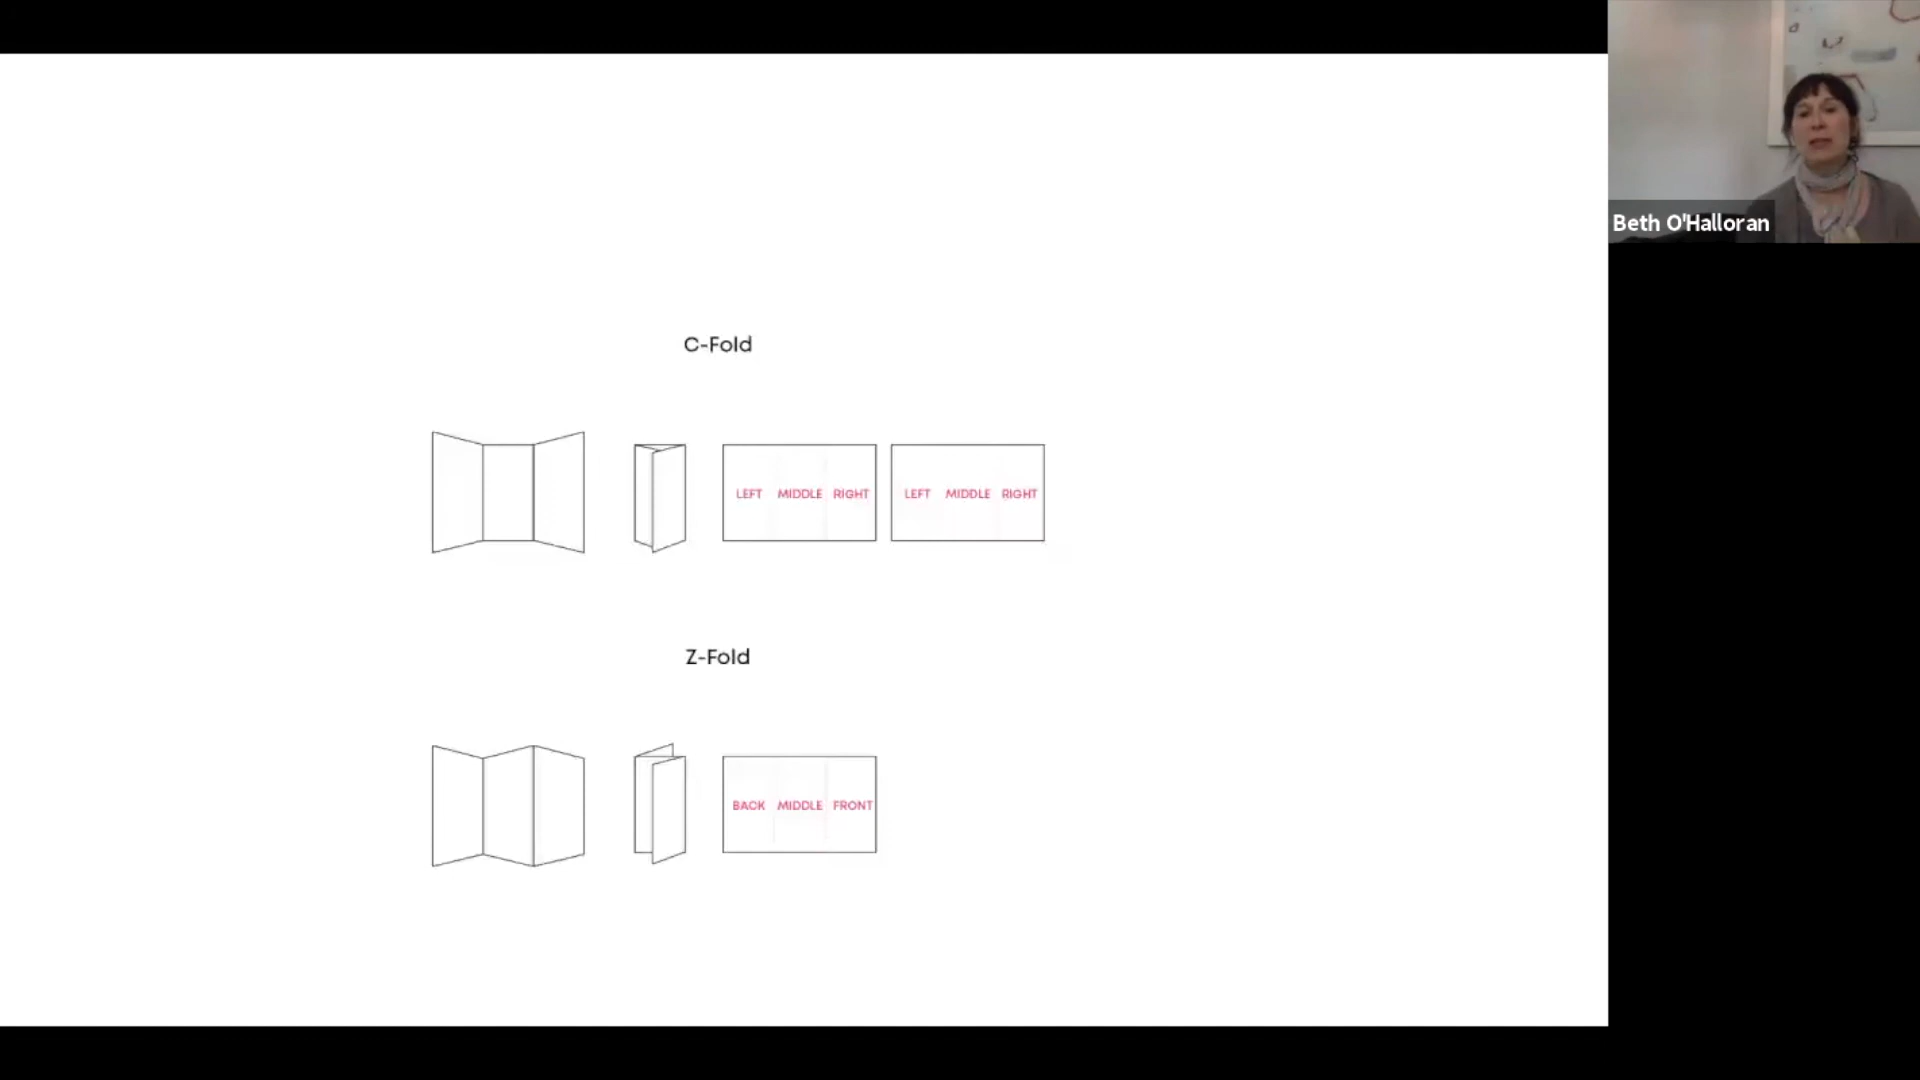 C-Fold
LEFT MIDDLE RIGHT LEFT MIDDLE RIGHT
Z-Fold
BACK MIDDLE FRONT
Beth O'Halloran